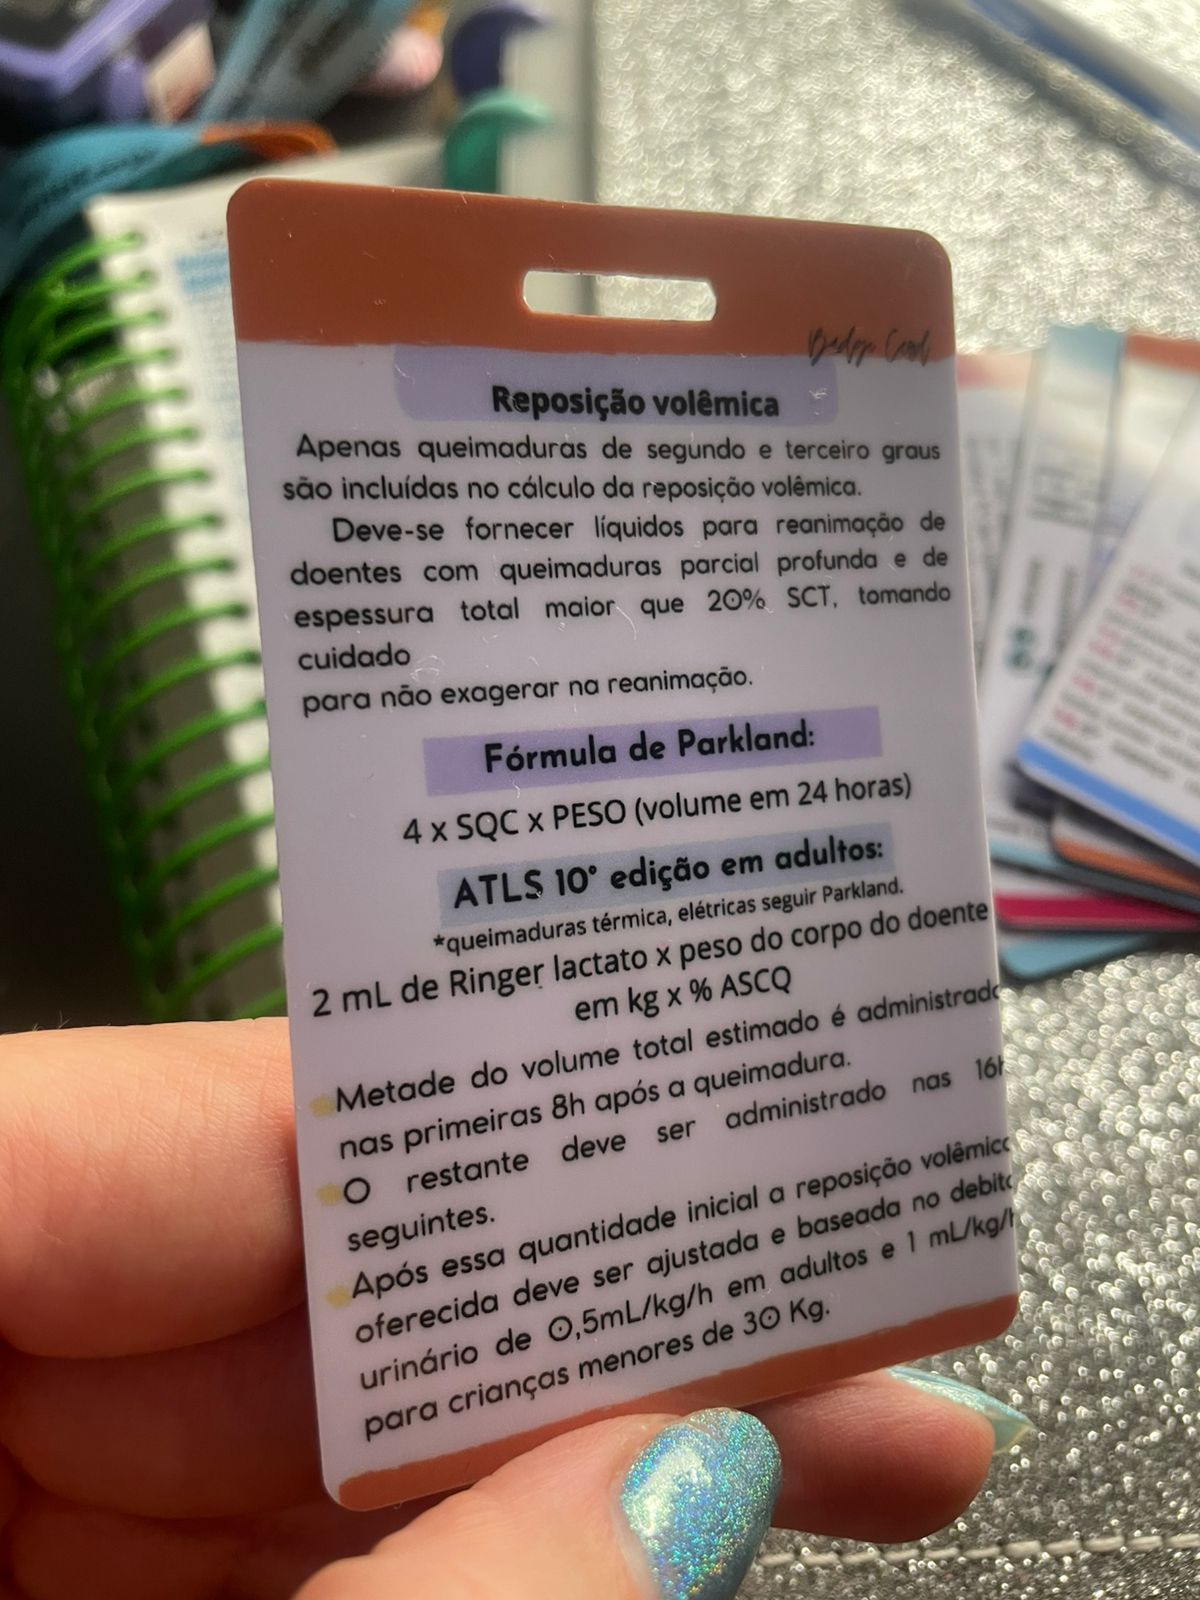 Badge Card
Reposição volêmica
Apenas queimaduras de segundo e terceiro graus
são incluídas no cálculo da reposição volêmica.
Deve-se fornecer líquidos para reanimação de
doentes com queimaduras parcial profunda e de
espessura total maior que 20% SCT, tomando
cuidado
para não exagerar na reanimação.
Fórmula de Parkland:
4 x SQC x PESO (volume em 24 horas)
ATLS 10° edição em adultos:
*queimaduras térmica, elétricas seguir Parkland.
2 mL de Ringer lactato x peso do corpo do doente
em kg x % ASCQ
Metade do volume total estimado é administrado
nas primeiras 8h após a queimadura.
O restante deve ser administrado nas 16h
seguintes.
Após essa quantidade inicial a reposição volêmica
oferecida deve ser ajustada e baseada no debito
urinário de 0,5mL/kg/h em adultos e 1 mL/kg/h
para crianças menores de 30 Kg.